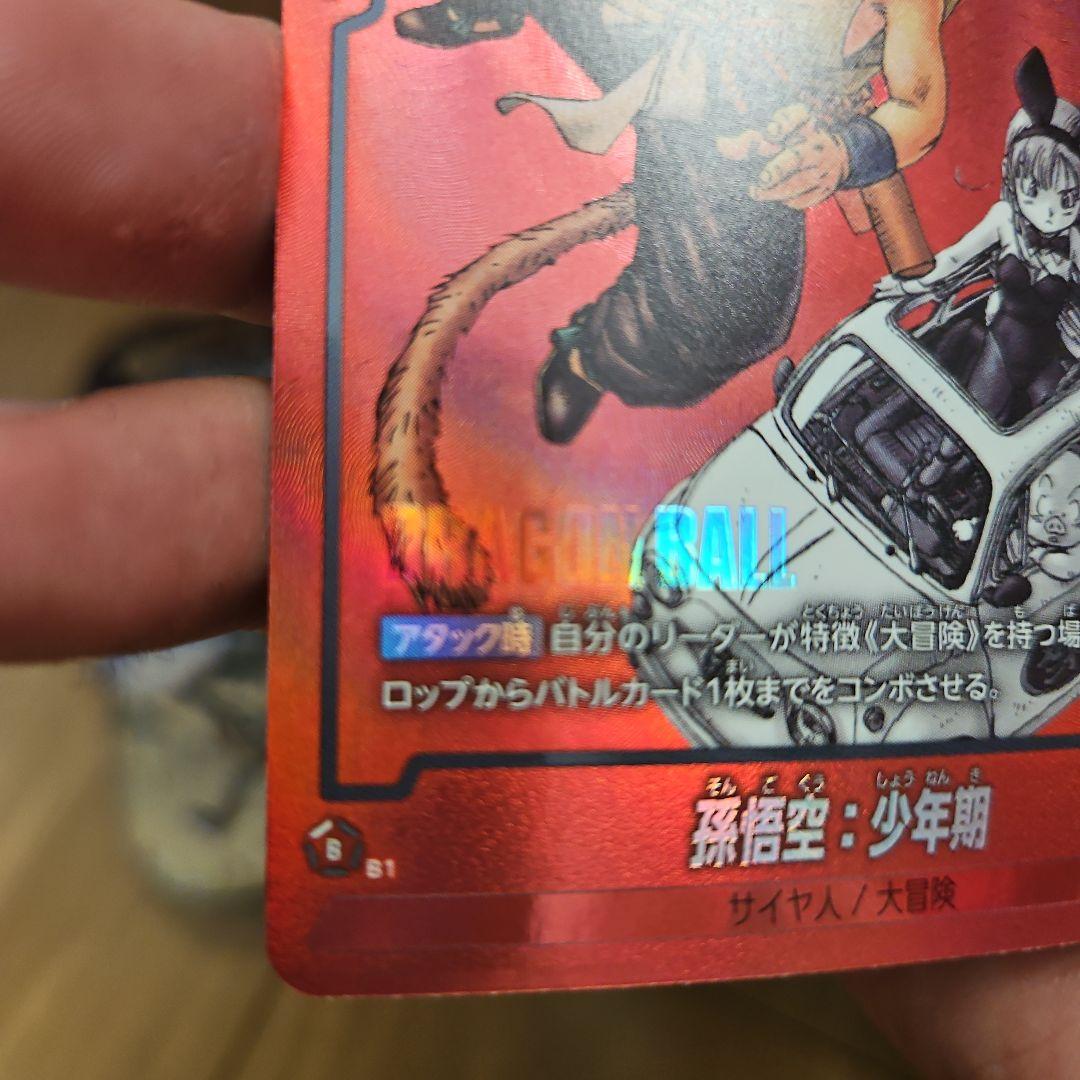 DRAGON BALL
アタック時 自分のリーダーが特徴《大冒険》を持つ場
ロップからバトルカード1枚までをコンボさせる。
そん ご くう しょう ねん き
孫悟空：少年期
B B1
サイヤ人 / 大冒険